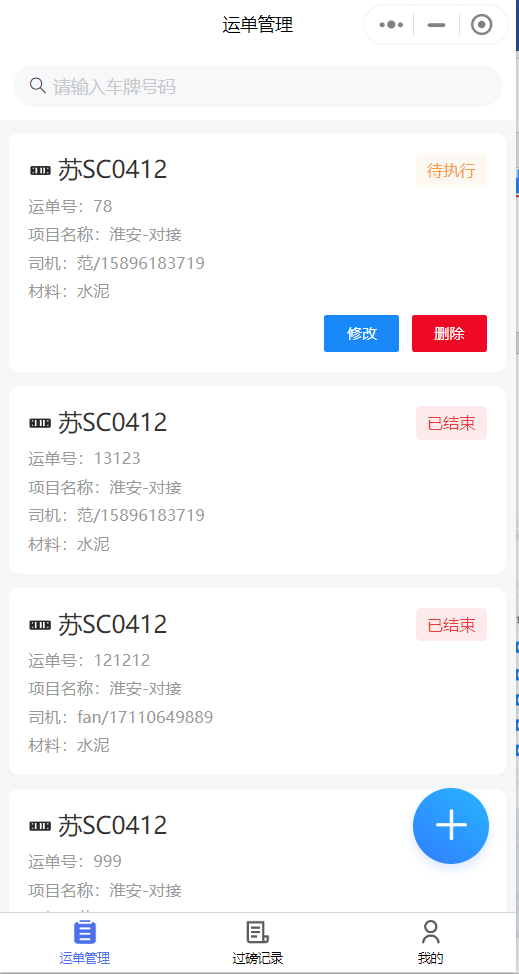 运单管理
请输入车牌号码
苏SC0412
待执行
运单号：78
项目名称：淮安-对接
司机：范/15896183719
材料：水泥
修改
删除
苏SC0412
已结束
运单号：13123
项目名称：淮安-对接
司机：范/15896183719
材料：水泥
苏SC0412
已结束
运单号：121212
项目名称：淮安-对接
司机：fan/17110649889
材料：水泥
苏SC0412
运单号：999
项目名称：淮安-对接
运单管理
过磅记录
我的